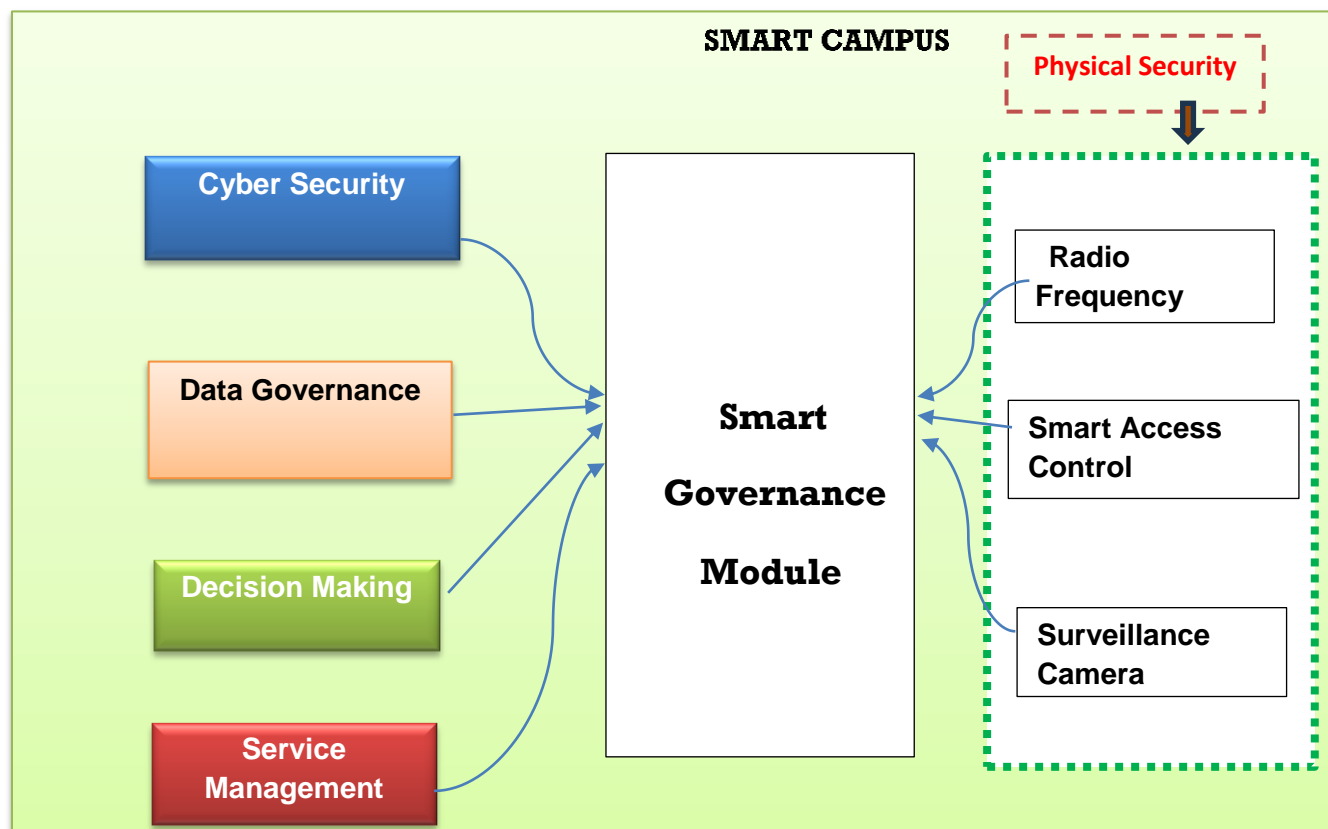 SMART CAMPUS
Physical Security
Cyber Security
Data Governance
Decision Making
Service
Management
Smart
Governance
Module
Radio
Frequency
Smart Access
Control
Surveillance
Camera